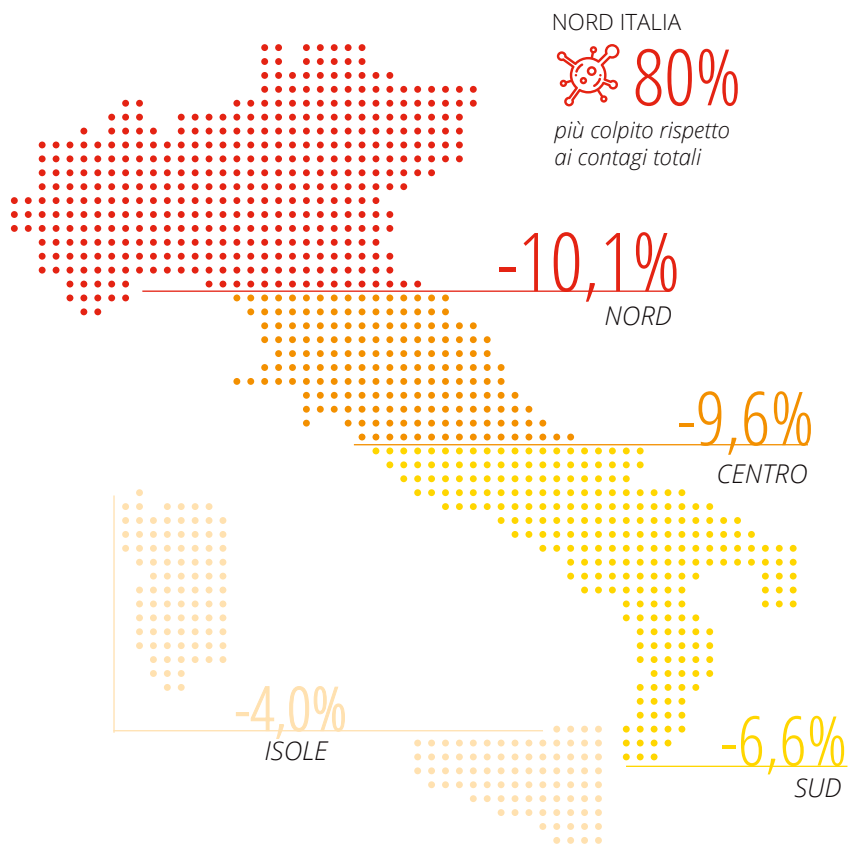 NORD ITALIA
80%
più colpito rispetto
ai contagi totali
-10,1%
NORD
-9,6%
CENTRO
-4,0%
ISOLE
-6,6%
SUD